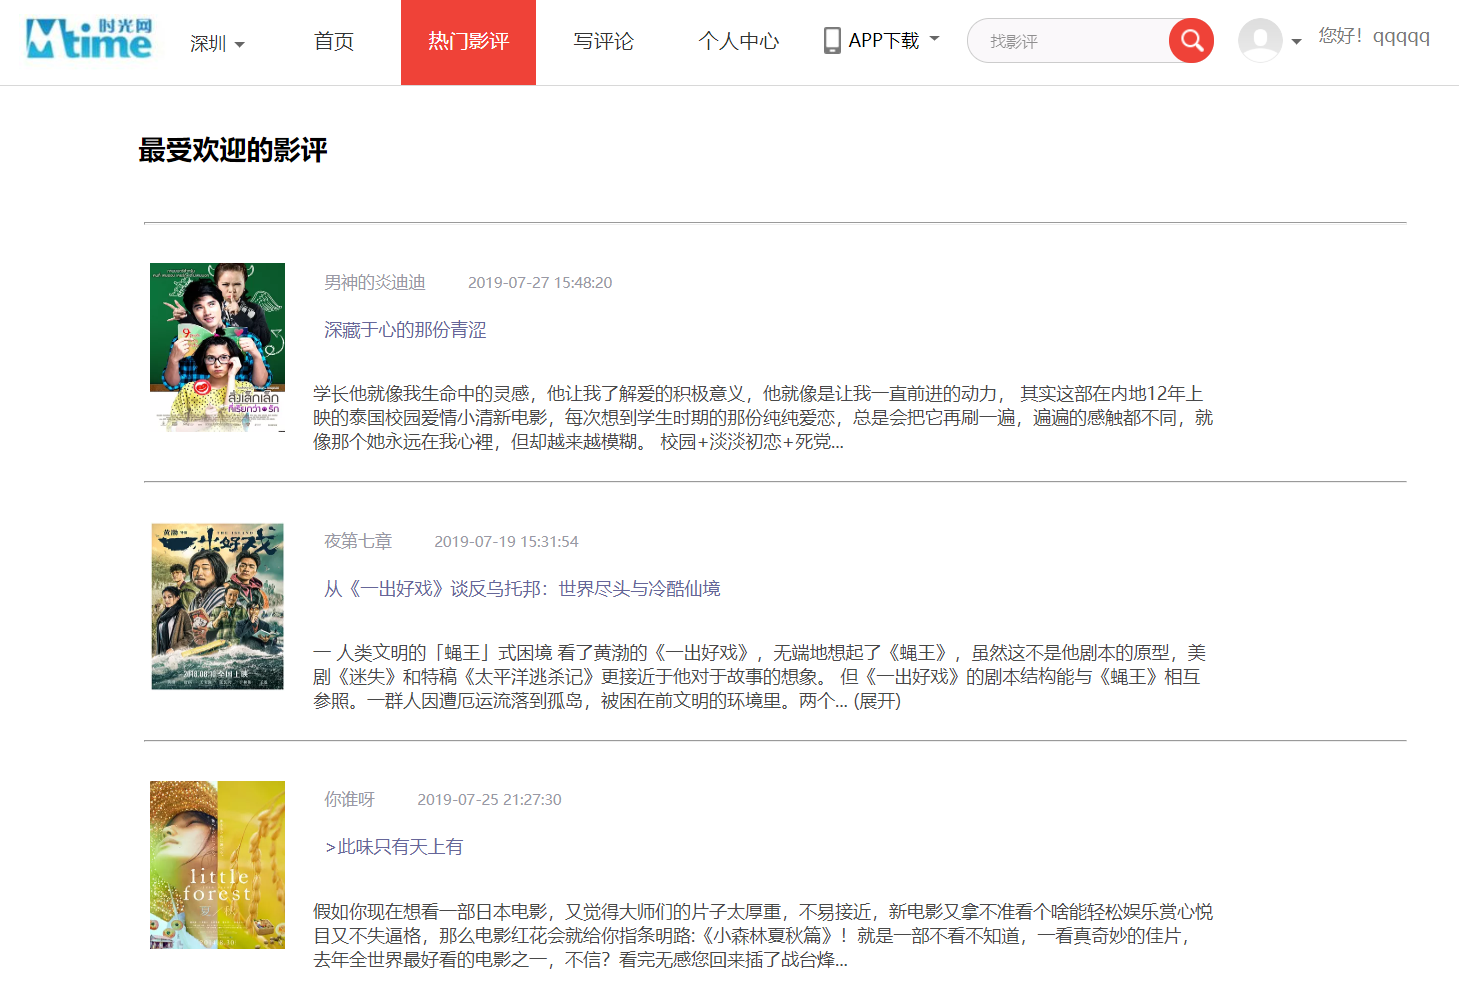 Mtime 时光网
深圳
首页
热门影评
写评论
个人中心
APP下载
找影评
您好！qqqqq
最受欢迎的影评
男神的炎迪迪 2019-07-27 15:48:20
深藏于心的那份青涩
学长他就像我生命中的灵感，他让我了解爱的积极意义，他就像是让我一直前进的动力， 其实这部在内地12年上
映的泰国校园爱情小清新电影，每次想到学生时期的那份纯纯爱恋，总是会把它再刷一遍，遍遍的感触都不同，就
像那个她永远在我心裡，但却越来越模糊。 校园+淡淡初恋+死党...
黄渤
一出好戏
THE ISLAND
2018.08.10全国上映
夜第七章 2019-07-19 15:31:54
从《一出好戏》谈反乌托邦：世界尽头与冷酷仙境
一 人类文明的「蝇王」式困境 看了黄渤的《一出好戏》，无端地想起了《蝇王》，虽然这不是他剧本的原型，美
剧《迷失》和特稿《太平洋逃杀记》更接近于他对于故事的想象。 但《一出好戏》的剧本结构能与《蝇王》相互
参照。一群人因遭厄运流落到孤岛，被困在前文明的环境里。两个... (展开)
little
forest
夏/秋
你谁呀 2019-07-25 21:27:30
>此味只有天上有
假如你现在想看一部日本电影，又觉得大师们的片子太厚重，不易接近，新电影又拿不准看个啥能轻松娱乐赏心悦
目又不失逼格，那么电影红花会就给你指条明路:《小森林夏秋篇》！就是一部不看不知道，一看真奇妙的佳片，
去年全世界最好看的电影之一，不信？看完无感您回来插了战台烽...